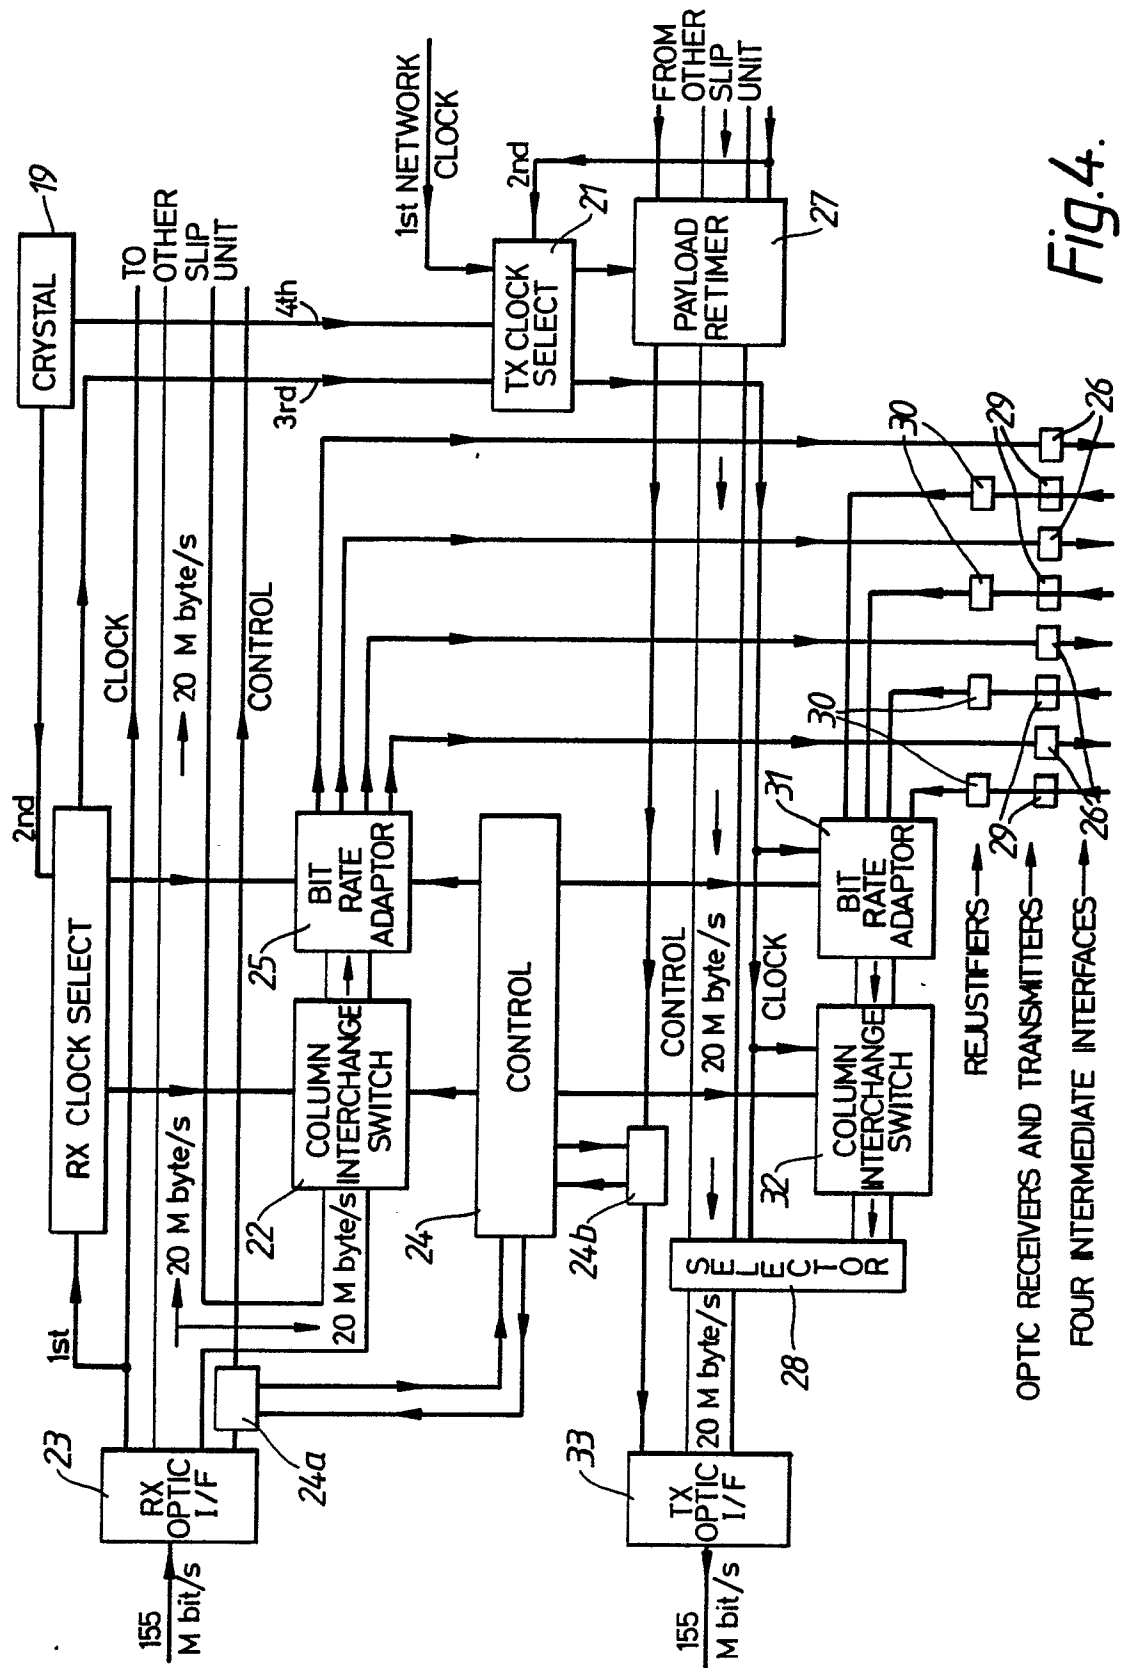 155
M bit/s
23
RX
OPTIC
I/F
1st
RX CLOCK SELECT
2nd
CRYSTAL
19
CLOCK
20 M byte/s
20 M byte/s
CONTROL
TO
OTHER
SLIP
UNIT
24a
20 M byte/s
22
COLUMN
INTERCHANGE
SWITCH
25
BIT
RATE
ADAPTOR
3rd
4th
1st NETWORK
CLOCK
24
CONTROL
TX CLOCK
SELECT
21
2nd
24b
33
TX
OPTIC
I/F
155
M bit/s
20 M byte/s
SELECTOR
28
CONTROL
20 M byte/s
CLOCK
PAYLOAD
RETIMER
27
FROM
OTHER
SLIP
UNIT
32
COLUMN
INTERCHANGE
SWITCH
31
BIT
RATE
ADAPTOR
30
30
REJUSTIFIERS
29
29
OPTIC RECEIVERS AND TRANSMITTERS
26
26
FOUR INTERMEDIATE INTERFACES
Fig.4.